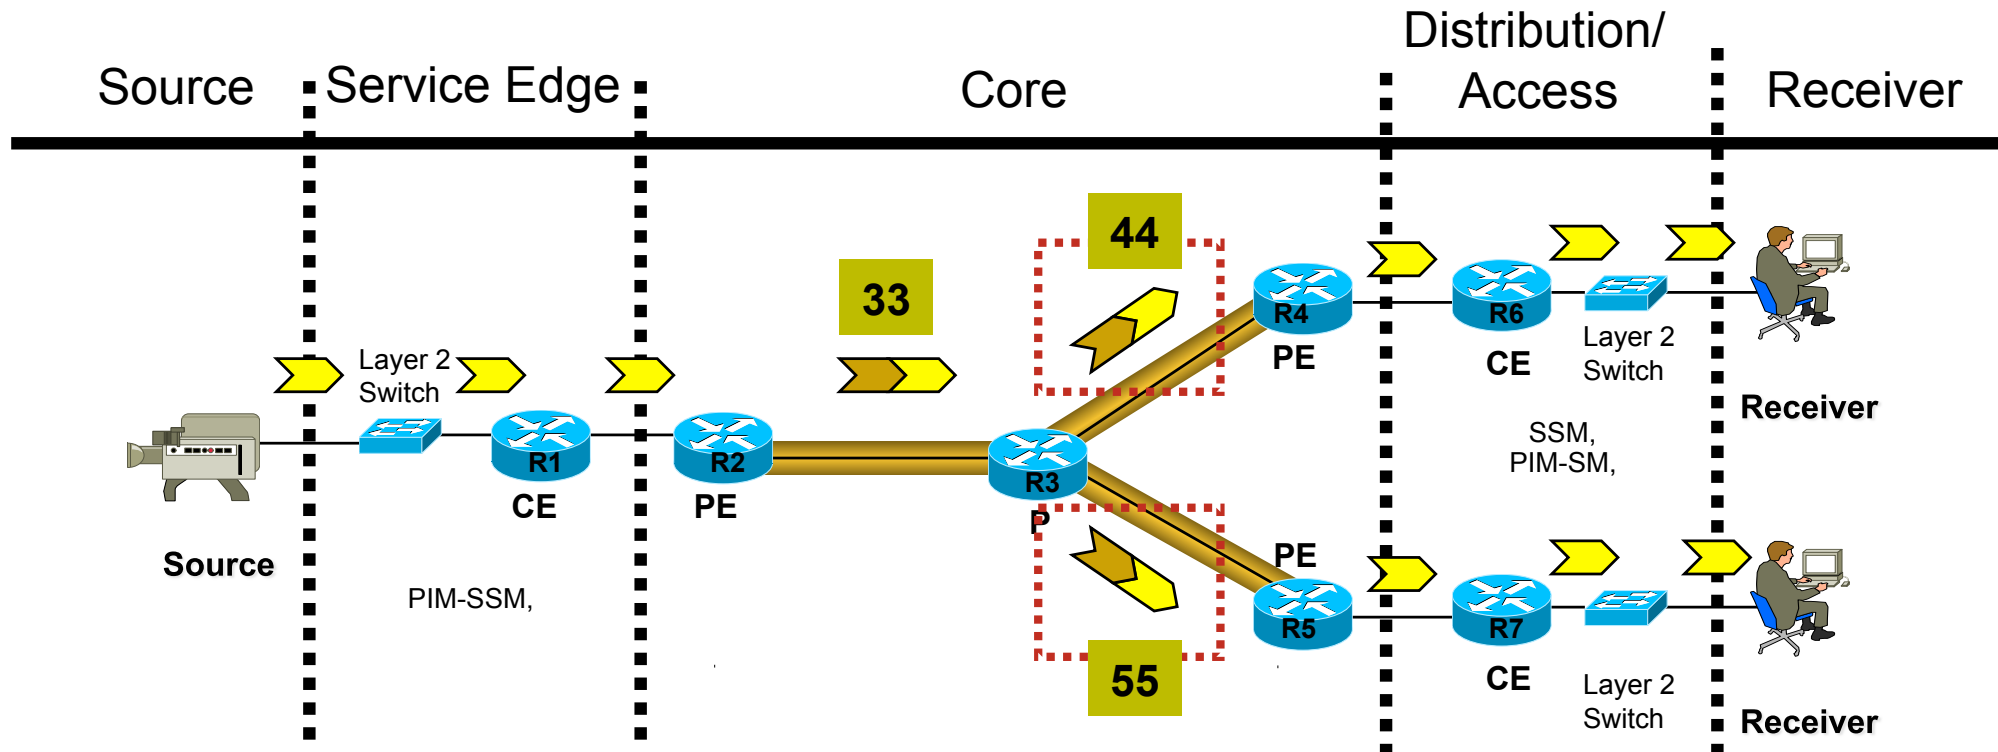 Source
Service Edge
Core
Distribution/
Access
Receiver
44
33
Layer 2
Switch
R1
CE
R2
PE
R3
P
R4
PE
R6
CE
Layer 2
Switch
Receiver
Source
PIM-SSM,
SSM,
PIM-SM,
PE
R5
55
R7
CE
Layer 2
Switch
Receiver